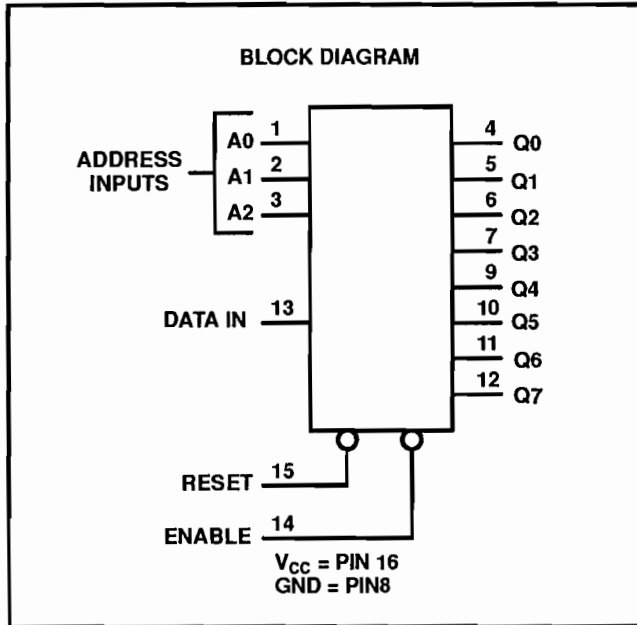 BLOCK DIAGRAM
ADDRESS
INPUTS
A0 1
A1 2
A2 3
DATA IN 13
4 Q0
5 Q1
6 Q2
7 Q3
9 Q4
10 Q5
11 Q6
12 Q7
RESET 15
ENABLE 14
VCC = PIN 16
GND = PIN8